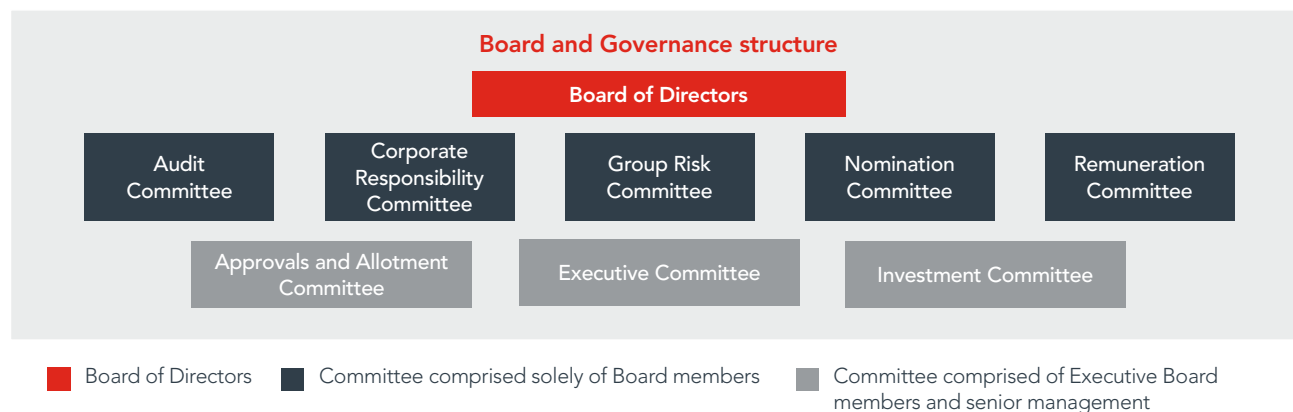 Board and Governance structure
Board of Directors
Audit
Committee
Corporate
Responsibility
Committee
Group Risk
Committee
Nomination
Committee
Remuneration
Committee
Approvals and Allotment
Committee
Executive Committee
Investment Committee
Board of Directors
Committee comprised solely of Board members
Committee comprised of Executive Board
members and senior management